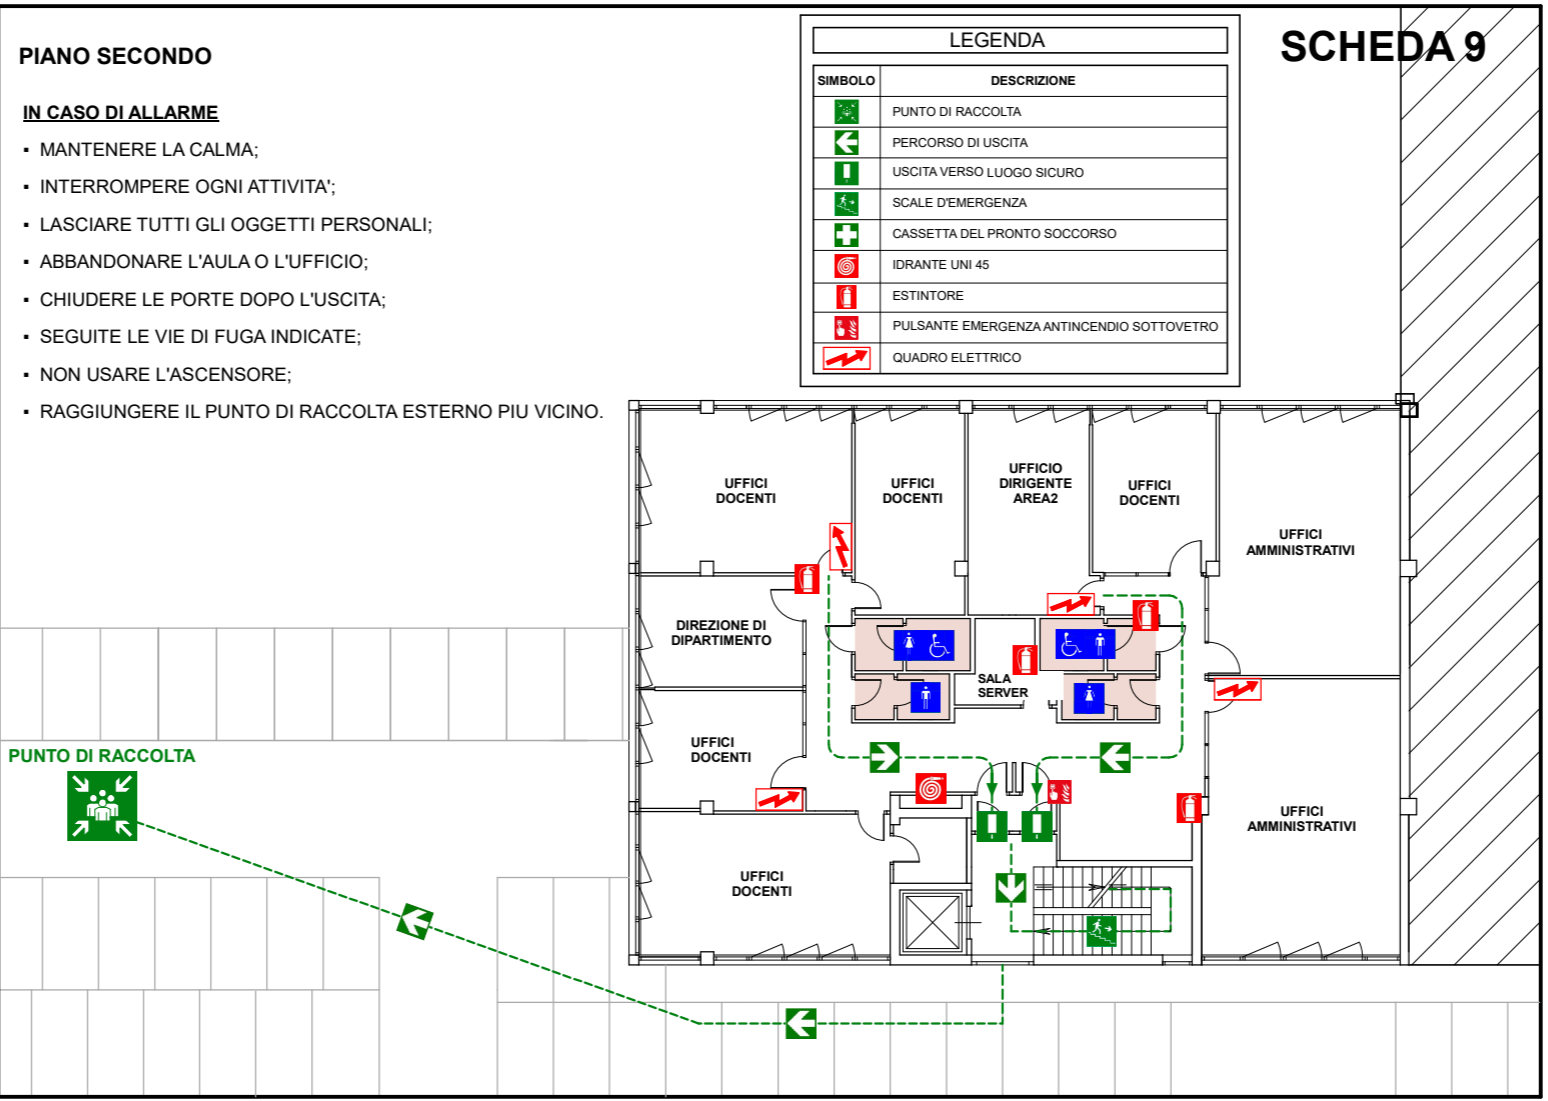 PIANO SECONDO
IN CASO DI ALLARME
▪ MANTENERE LA CALMA;
▪ INTERROMPERE OGNI ATTIVITA';
▪ LASCIARE TUTTI GLI OGGETTI PERSONALI;
▪ ABBANDONARE L'AULA O L'UFFICIO;
▪ CHIUDERE LE PORTE DOPO L'USCITA;
▪ SEGUITE LE VIE DI FUGA INDICATE;
▪ NON USARE L'ASCENSORE;
▪ RAGGIUNGERE IL PUNTO DI RACCOLTA ESTERNO PIU VICINO.
LEGENDA
SIMBOLO DESCRIZIONE
PUNTO DI RACCOLTA
PERCORSO DI USCITA
USCITA VERSO LUOGO SICURO
SCALE D'EMERGENZA
CASSETTA DEL PRONTO SOCCORSO
IDRANTE UNI 45
ESTINTORE
PULSANTE EMERGENZA ANTINCENDIO SOTTOVETRO
QUADRO ELETTRICO
SCHEDA 9
UFFICI
DOCENTI
UFFICI
DOCENTI
UFFICIO
DIRIGENTE
AREA2
UFFICI
DOCENTI
UFFICI
AMMINISTRATIVI
DIREZIONE DI
DIPARTIMENTO
SALA
SERVER
UFFICI
DOCENTI
UFFICI
AMMINISTRATIVI
UFFICI
DOCENTI
PUNTO DI RACCOLTA